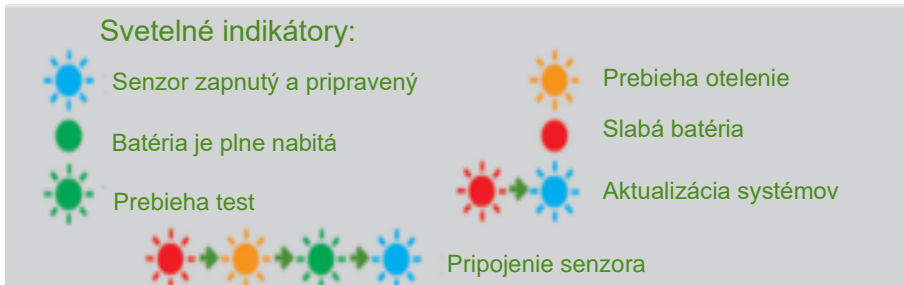 Svetelné indikátory:
Senzor zapnutý a pripravený
Prebieha otelenie
Batéria je plne nabitá
Slabá batéria
Prebieha test
Aktualizácia systémov
Pripojenie senzora